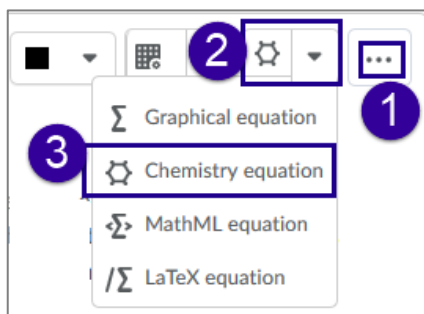 2
1
Graphical equation
3
Chemistry equation
MathML equation
LaTeX equation